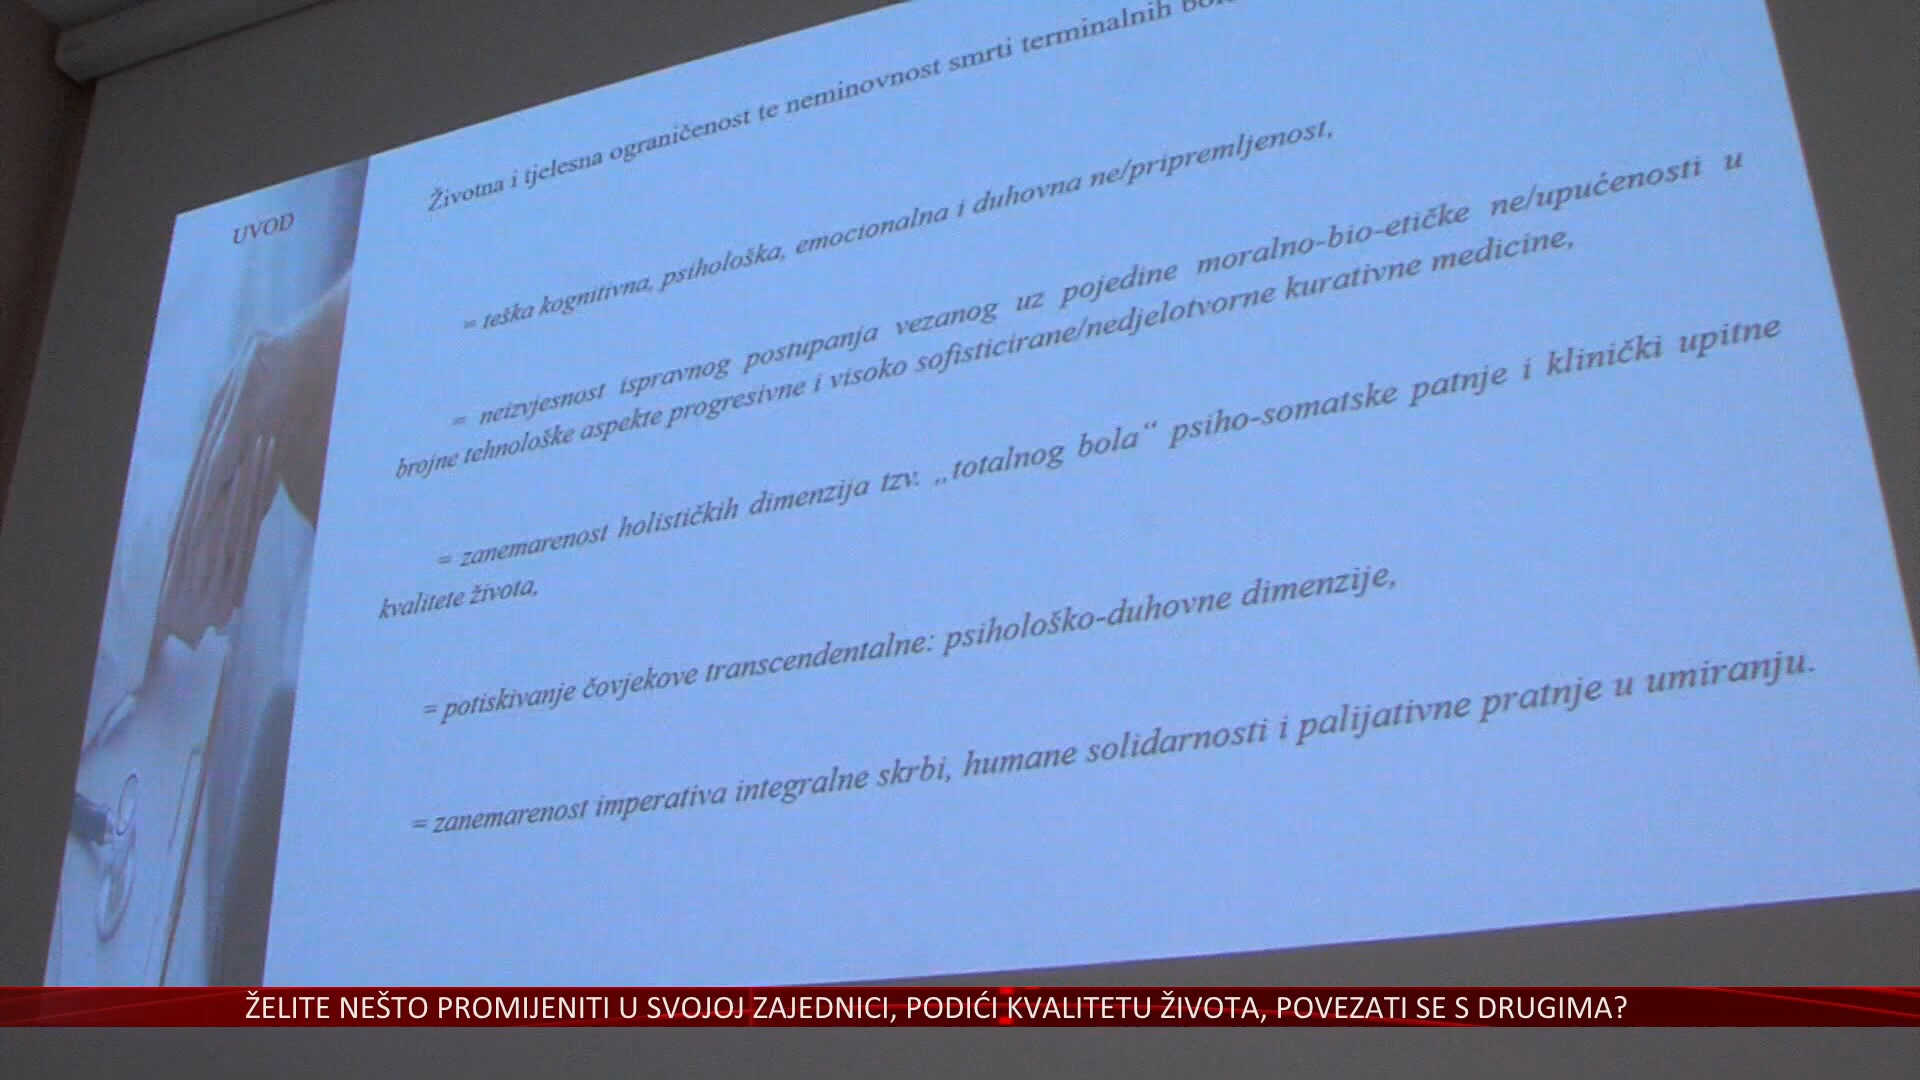 UVOD
Životna i tjelesna ograničenost te neminovnost smrti terminalnih
= teška kognitivna, psihološka, emocionalna i duhovna ne/pripremljenost,
= neizvjesnost ispravnog postupanja vezanog uz pojedine moralno-bio-etičke ne/upućenosti u
brojne tehnološke aspekte progresivne i visoko sofisticirane/nedjelotvorne kurativne medicine,
= zanemarenost holističkih dimenzija tzv. „totalnog bola“ psiho-somatske patnje i klinički upitne
kvalitete života,
= potiskivanje čovjekove transcendentalne: psihološko-duhovne dimenzije,
= zanemarenost imperativa integralne skrbi, humane solidarnosti i palijativne pratnje u umiranju.
ŽELITE NEŠTO PROMIJENITI U SVOJOJ ZAJEDNICI, PODIĆI KVALITETU ŽIVOTA, POVEZATI SE S DRUGIMA?